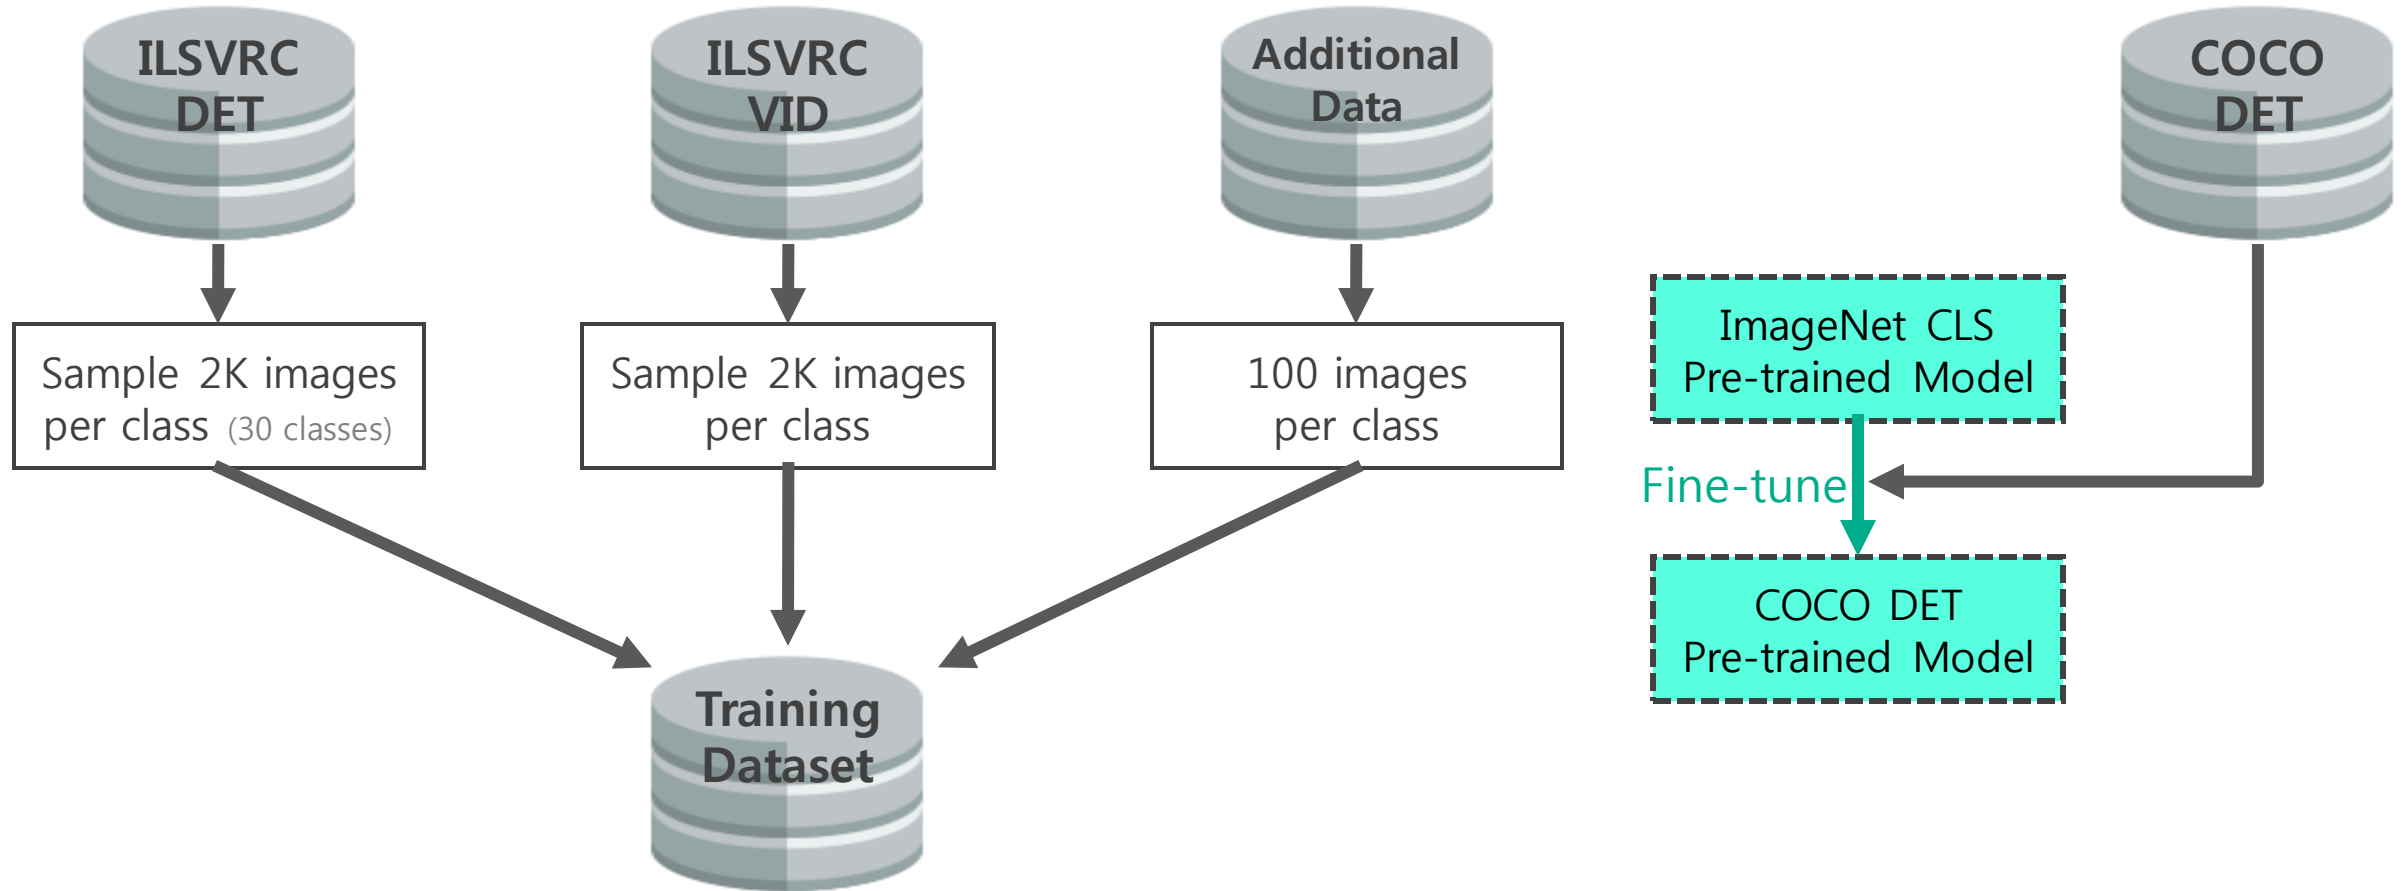 ILSVRC
DET
ILSVRC
VID
Additional
Data
COCO
DET
Sample 2K images
per class (30 classes)
Sample 2K images
per class
100 images
per class
ImageNet CLS
Pre-trained Model
Fine-tune
COCO DET
Pre-trained Model
Training
Dataset